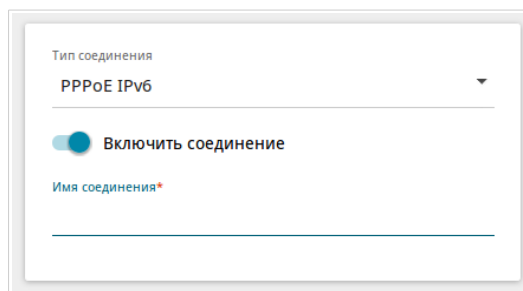 Тип соединения
PPPoE IPv6
Включить соединение
Имя соединения*